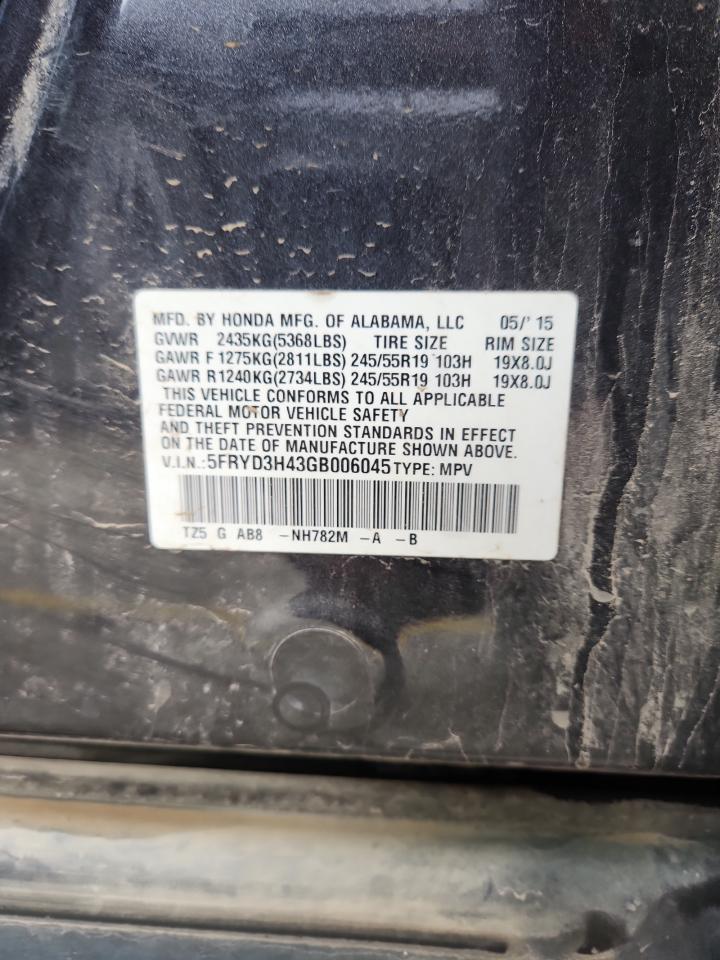 MFD. BY HONDA MFG. OF ALABAMA, LLC 05/'15
GVWR 2435KG(5368LBS) TIRE SIZE RIM SIZE
GAWR F1275KG(2811LBS) 245/55R19 103H 19X8.0J
GAWR R1240KG(2734LBS) 245/55R19 103H 19X8.0J
THIS VEHICLE CONFORMS TO ALL APPLICABLE
FEDERAL MOTOR VEHICLE SAFETY
AND THEFT PREVENTION STANDARDS IN EFFECT
ON THE DATE OF MANUFACTURE SHOWN ABOVE.
V.I.N.:5FRYD3H43GB006045 TYPE: MPV
TZ5 G AB8 -NH782M -A -B